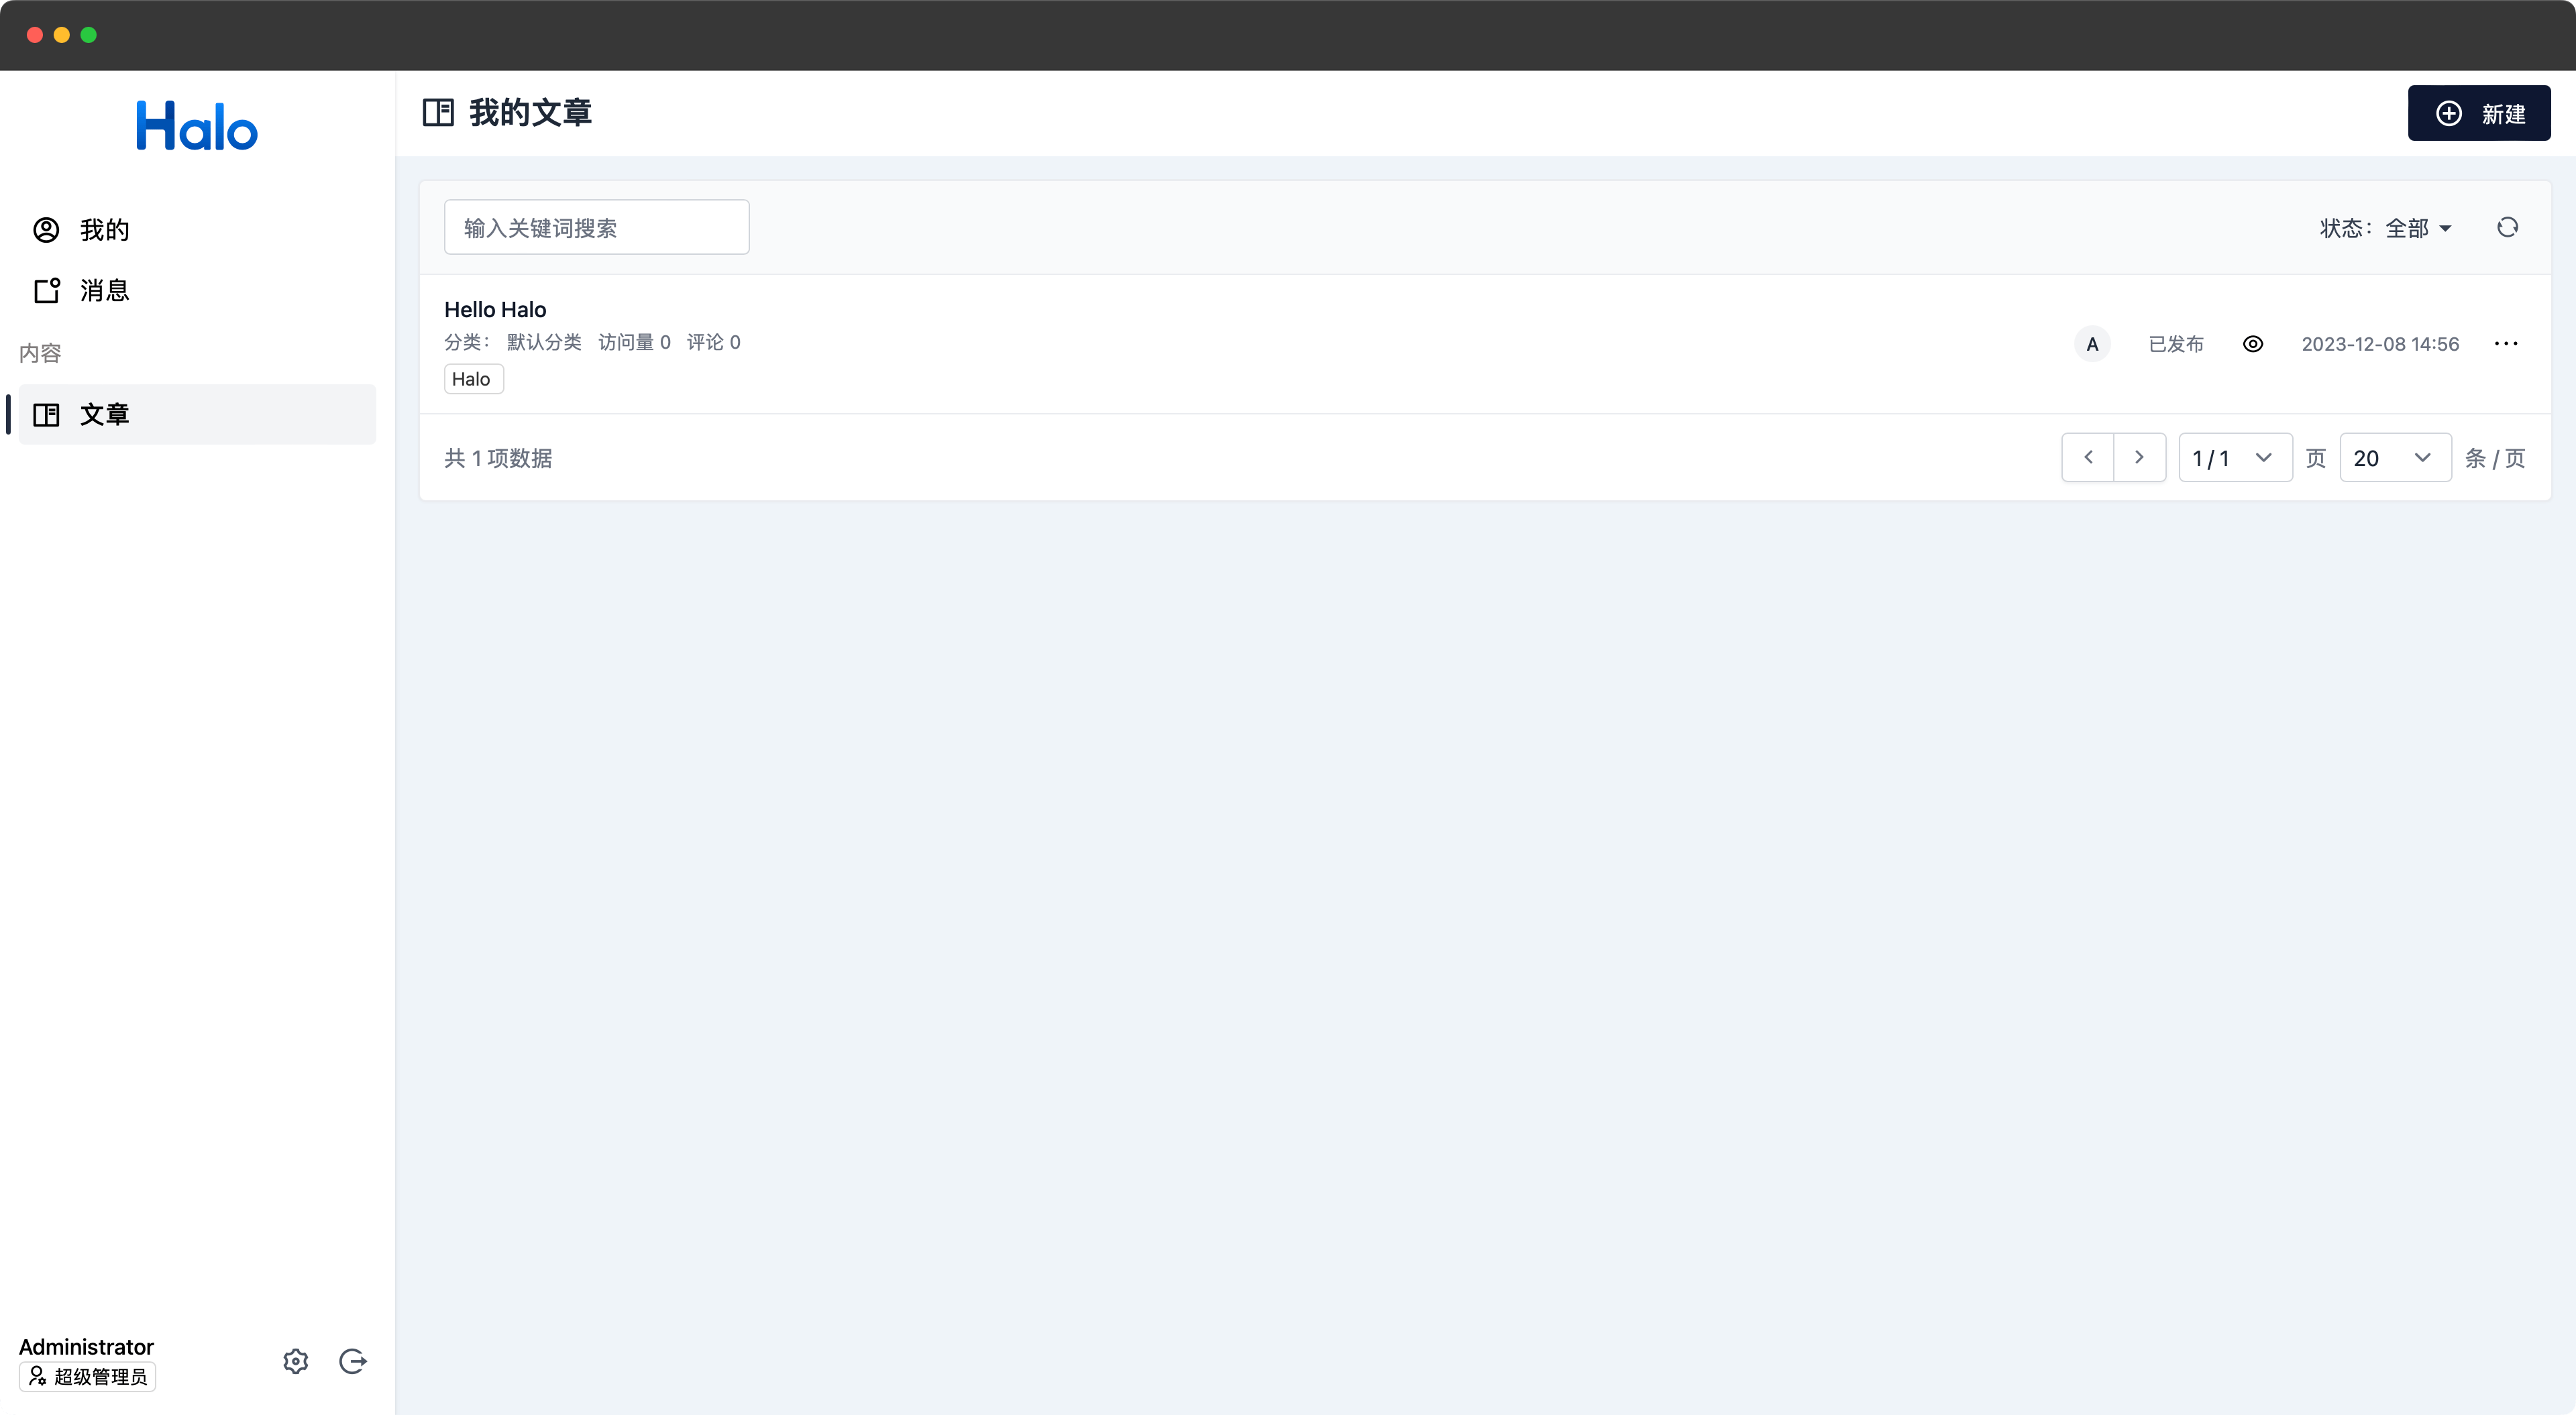 Halo
我的
消息
内容
文章
Administrator
超级管理员
我的文章
新建
输入关键词搜索
状态：全部
Hello Halo
分类： 默认分类 访问量 0 评论 0
Halo
A 已发布 2023-12-08 14:56
共 1 项数据
1 / 1 页 20 条 / 页